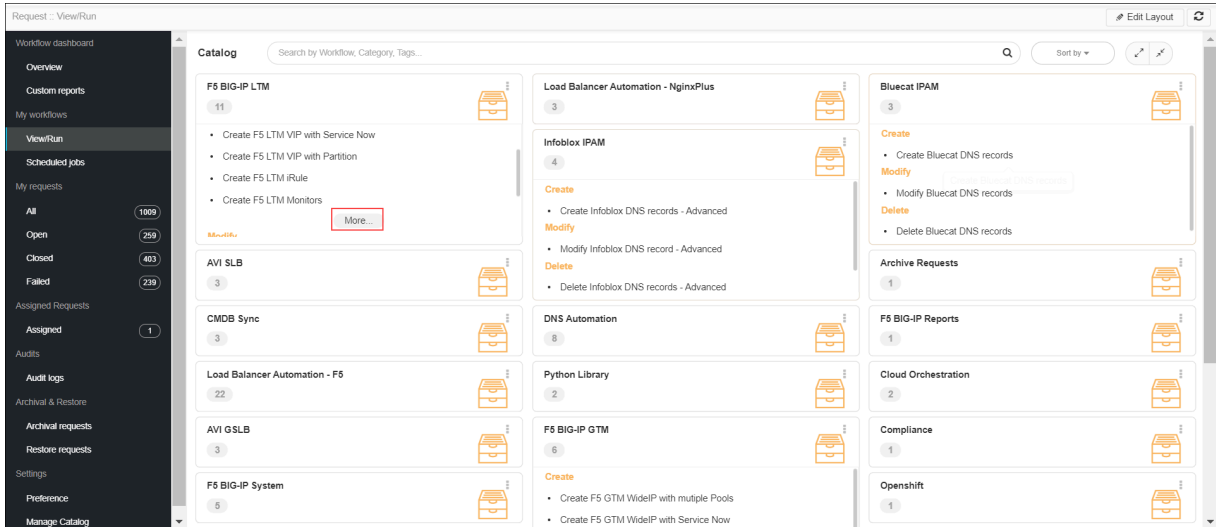 Request :: View/Run
Edit Layout
Workflow dashboard
Overview
Custom reports
My workflows
View/Run
Scheduled jobs
My requests
All 1009
Open 259
Closed 403
Failed 239
Assigned Requests
Assigned 1
Audits
Audit logs
Archival & Restore
Archival requests
Restore requests
Settings
Preference
Manage Catalog
Catalog
Search by Workflow, Category, Tags...
Sort by
F5 BIG-IP LTM
11
• Create F5 LTM VIP with Service Now
• Create F5 LTM VIP with Partition
• Create F5 LTM iRule
• Create F5 LTM Monitors
More...
Modify
AVI SLB
3
CMDB Sync
3
Load Balancer Automation - F5
22
AVI GSLB
3
F5 BIG-IP System
5
Load Balancer Automation - NginxPlus
3
Infoblox IPAM
4
Create
• Create Infoblox DNS records - Advanced
Modify
• Modify Infoblox DNS record - Advanced
Delete
• Delete Infoblox DNS records - Advanced
DNS Automation
8
Python Library
2
F5 BIG-IP GTM
6
Create
• Create F5 GTM WideIP with mutiple Pools
• Create F5 GTM WideIP with Service Now
Bluecat IPAM
3
Create
• Create Bluecat DNS records
Modify
Create Bluecat DNS records
• Modify Bluecat DNS records
Delete
• Delete Bluecat DNS records
Archive Requests
1
F5 BIG-IP Reports
1
Cloud Orchestration
2
Compliance
1
Openshift
1